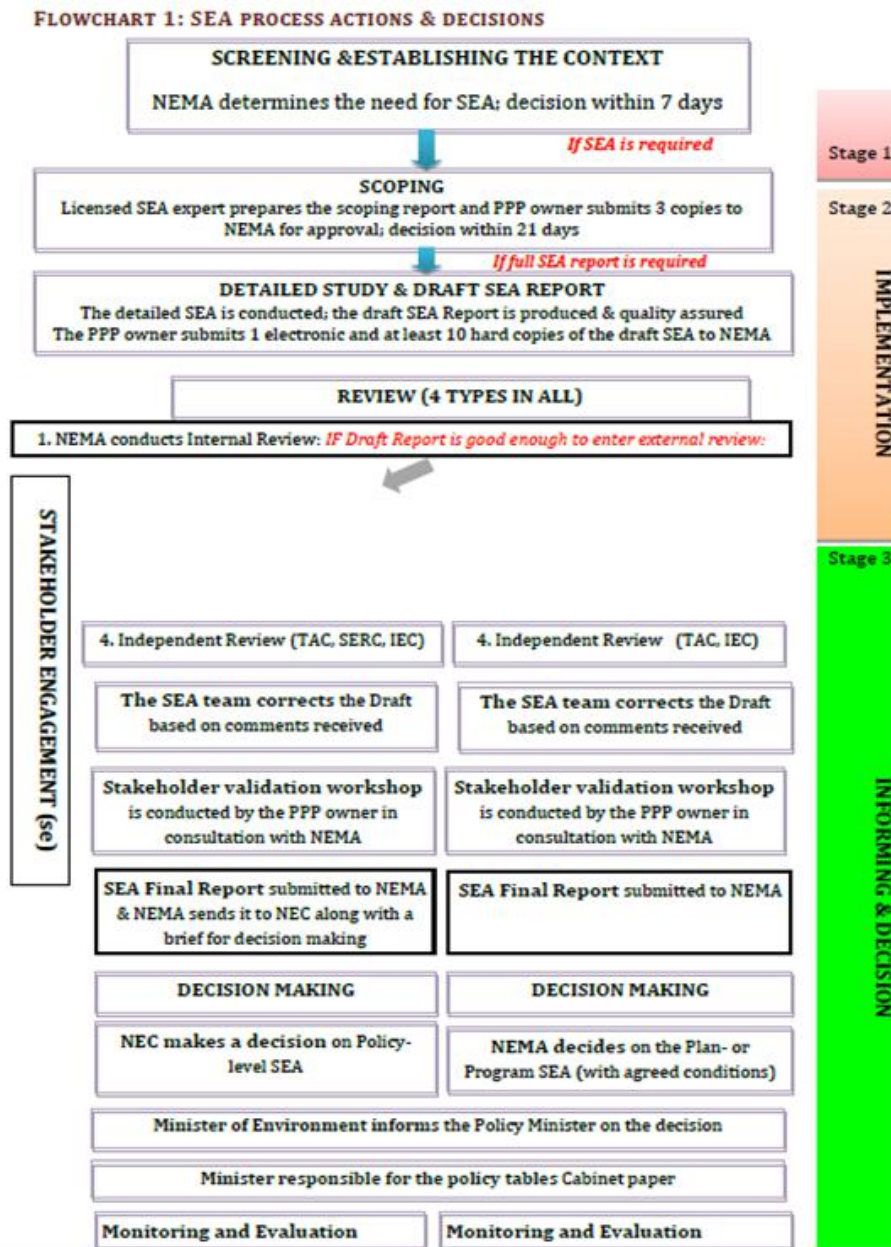 FLOWCHART 1: SEA PROCESS ACTIONS & DECISIONS
SCREENING &ESTABLISHING THE CONTEXT
NEMA determines the need for SEA; decision within 7 days
If SEA is required
Stage 1
SCOPING
Licensed SEA expert prepares the scoping report and PPP owner submits 3 copies to
NEMA for approval; decision within 21 days
Stage 2
If full SEA report is required
DETAILED STUDY & DRAFT SEA REPORT
The detailed SEA is conducted; the draft SEA Report is produced & quality assured
The PPP owner submits 1 electronic and at least 10 hard copies of the draft SEA to NEMA
IMPLEMENTATION
REVIEW (4 TYPES IN ALL)
1. NEMA conducts Internal Review: IF Draft Report is good enough to enter external review:
STAKEHOLDER ENGAGEMENT (se)
Stage 3
4. Independent Review (TAC, SERC, IEC)
4. Independent Review (TAC, IEC)
The SEA team corrects the Draft
based on comments received
The SEA team corrects the Draft
based on comments received
Stakeholder validation workshop
is conducted by the PPP owner in
consultation with NEMA
Stakeholder validation workshop
is conducted by the PPP owner in
consultation with NEMA
INFORMING & DECISION
SEA Final Report submitted to NEMA
& NEMA sends it to NEC along with a
brief for decision making
SEA Final Report submitted to NEMA
DECISION MAKING
DECISION MAKING
NEC makes a decision on Policy-
level SEA
NEMA decides on the Plan- or
Program SEA (with agreed conditions)
Minister of Environment informs the Policy Minister on the decision
Minister responsible for the policy tables Cabinet paper
Monitoring and Evaluation
Monitoring and Evaluation